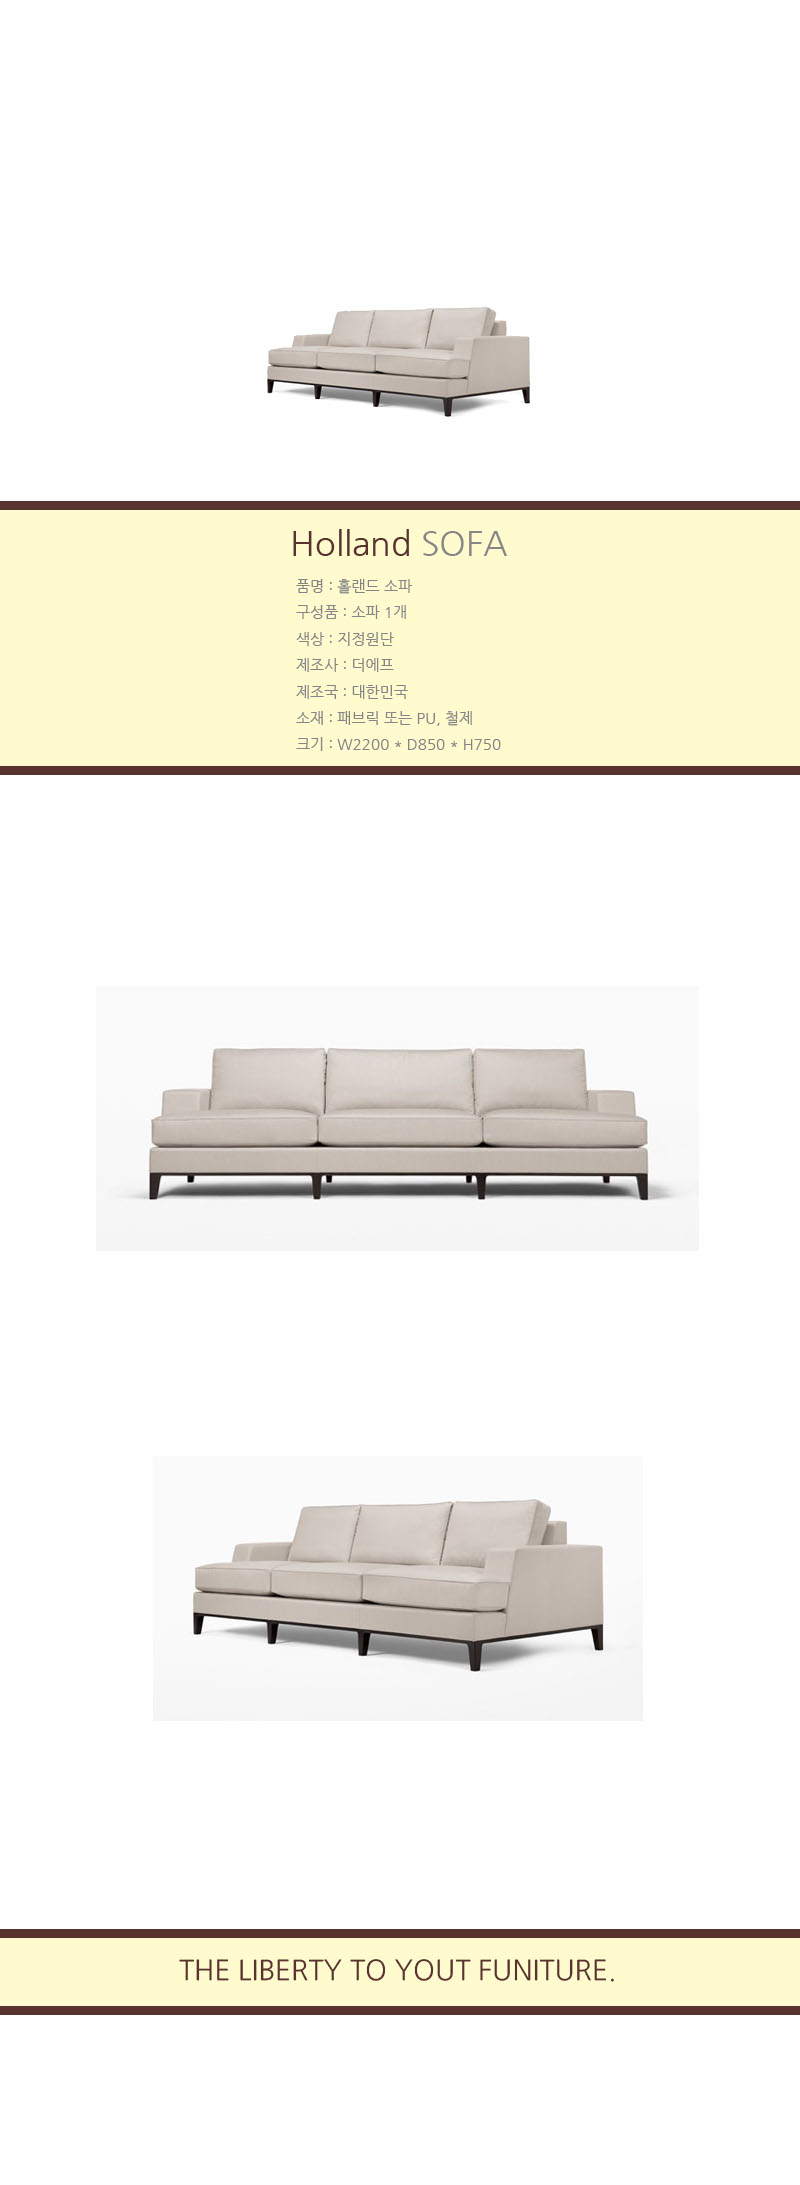 Holland SOFA
품명 : 홀랜드 소파
구성품 : 소파 1개
색상 : 지정원단
제조사 : 더에프
제조국 : 대한민국
소재 : 패브릭 또는 PU, 철제
크기 : W2200 * D850 * H750
THE LIBERTY TO YOUT FUNITURE.